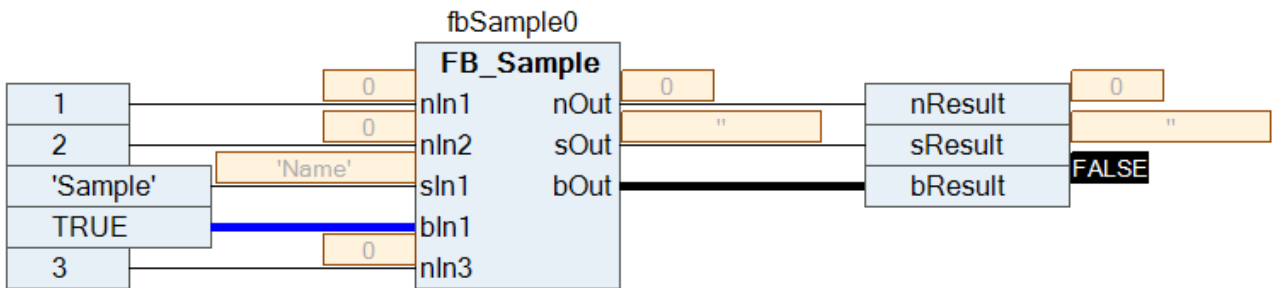 fbSample0
FB_Sample
0 0 0
1 nIn1 nOut nResult
0 '' ''
2 nIn2 sOut sResult
'Name' FALSE
'Sample' sIn1 bOut bResult
TRUE bIn1
0
3 nIn3